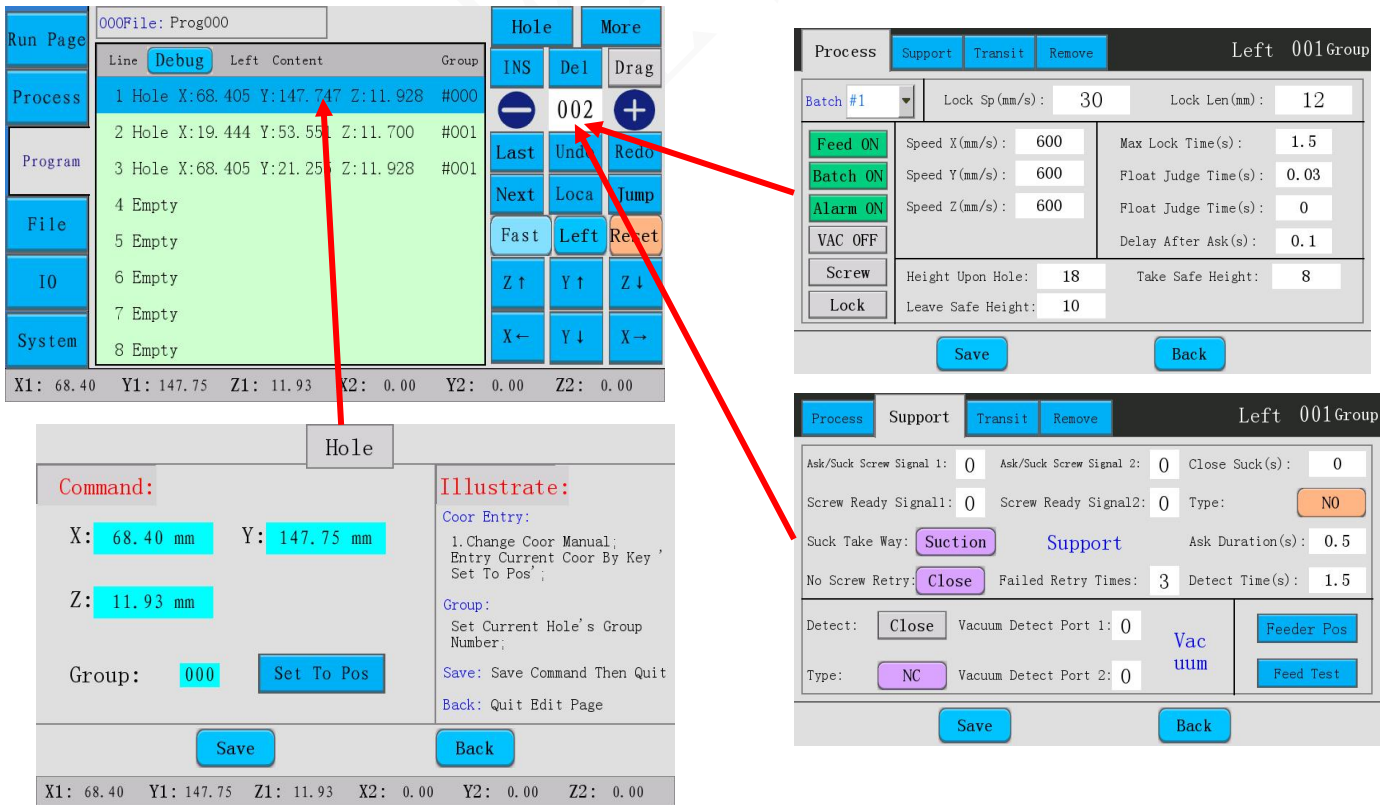 000File: Prog000
Hole More
Run Page
Line Debug Left Content Group
INS Del Drag
Process
1 Hole X:68.405 Y:147.747 Z:11.928 #000
002
2 Hole X:19.444 Y:53.551 Z:11.700 #001
Program
3 Hole X:68.405 Y:21.255 Z:11.928 #001
Last Undo Redo
4 Empty
Next Loca Jump
File
5 Empty
Fast Left Reset
IO
6 Empty
Z↑ Y↑ Z↓
7 Empty
System
8 Empty
X← Y↓ X→
X1: 68.40 Y1: 147.75 Z1: 11.93 X2: 0.00 Y2: 0.00 Z2: 0.00
Process Support Transit Remove Left 001Group
Batch #1 Lock Sp(mm/s): 30 Lock Len(mm): 12
Feed ON Speed X(mm/s): 600 Max Lock Time(s): 1.5
Batch ON Speed Y(mm/s): 600 Float Judge Time(s): 0.03
Alarm ON Speed Z(mm/s): 600 Float Judge Time(s): 0
VAC OFF Delay After Ask(s): 0.1
Screw Height Upon Hole: 18 Take Safe Height: 8
Lock Leave Safe Height: 10
Save Back
Hole
Command:
X: 68.40 mm Y: 147.75 mm
Z: 11.93 mm
Group: 000 Set To Pos
Illustrate:
Coor Entry:
1.Change Coor Manual;
Entry Current Coor By Key '
Set To Pos';
Group:
Set Current Hole's Group
Number;
Save: Save Command Then Quit
Back: Quit Edit Page
Save Back
X1: 68.40 Y1: 147.75 Z1: 11.93 X2: 0.00 Y2: 0.00 Z2: 0.00
Process Support Transit Remove Left 001Group
Ask/Suck Screw Signal 1: 0 Ask/Suck Screw Signal 2: 0 Close Suck(s): 0
Screw Ready Signal1: 0 Screw Ready Signal2: 0 Type: NO
Suck Take Way: Suction Support Ask Duration(s): 0.5
No Screw Retry: Close Failed Retry Times: 3 Detect Time(s): 1.5
Detect: Close Vacuum Detect Port 1: 0
Vac
uum
Feeder Pos
Type: NC Vacuum Detect Port 2: 0
Feed Test
Save Back